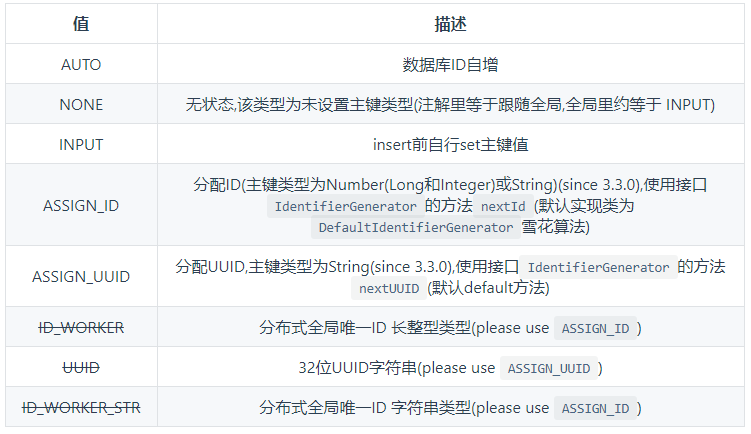 值 描述
AUTO 数据库ID自增
NONE 无状态,该类型为未设置主键类型(注解里等于跟随全局,全局里约等于 INPUT)
INPUT insert前自行set主键值
分配ID(主键类型为Number(Long和Integer)或String)(since 3.3.0),使用接口
ASSIGN_ID IdentifierGenerator 的方法 nextId (默认实现类为
DefaultIdentifierGenerator 雪花算法)
ASSIGN_UUID 分配UUID,主键类型为String(since 3.3.0),使用接口 IdentifierGenerator 的方法
nextUUID (默认default方法)
ID_WORKER 分布式全局唯一ID 长整型类型(please use ASSIGN_ID )
UUID 32位UUID字符串(please use ASSIGN_UUID )
ID_WORKER_STR 分布式全局唯一ID 字符串类型(please use ASSIGN_ID )